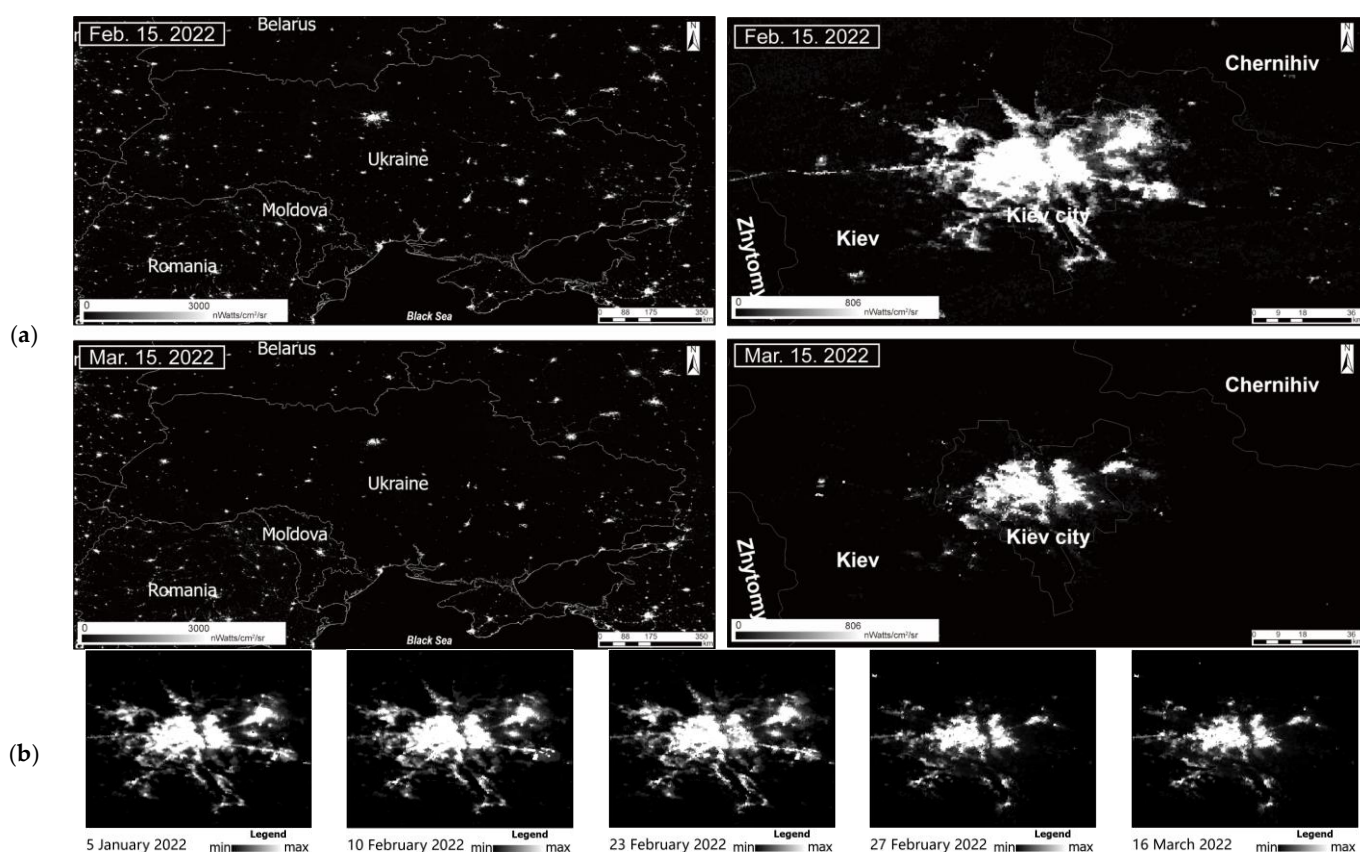 Feb. 15. 2022
Belarus
N
Ukraine
Moldova
Romania
0 3000
nWatts/cm²/sr
Black Sea
0 88 175 350
km
Feb. 15. 2022
N
Chernihiv
Kiev city
Kiev
Zhytomy
0 806
nWatts/cm²/sr
0 9 18 36
km
(a)
Mar. 15. 2022
Belarus
N
Ukraine
Moldova
Romania
0 3000
nWatts/cm²/sr
Black Sea
0 88 175 350
km
Mar. 15. 2022
N
Chernihiv
Kiev city
Kiev
Zhytomy
0 806
nWatts/cm²/sr
0 9 18 36
km
(b)
Legend
5 January 2022 min max
Legend
10 February 2022 min max
Legend
23 February 2022 min max
Legend
27 February 2022 min max
Legend
16 March 2022 min max